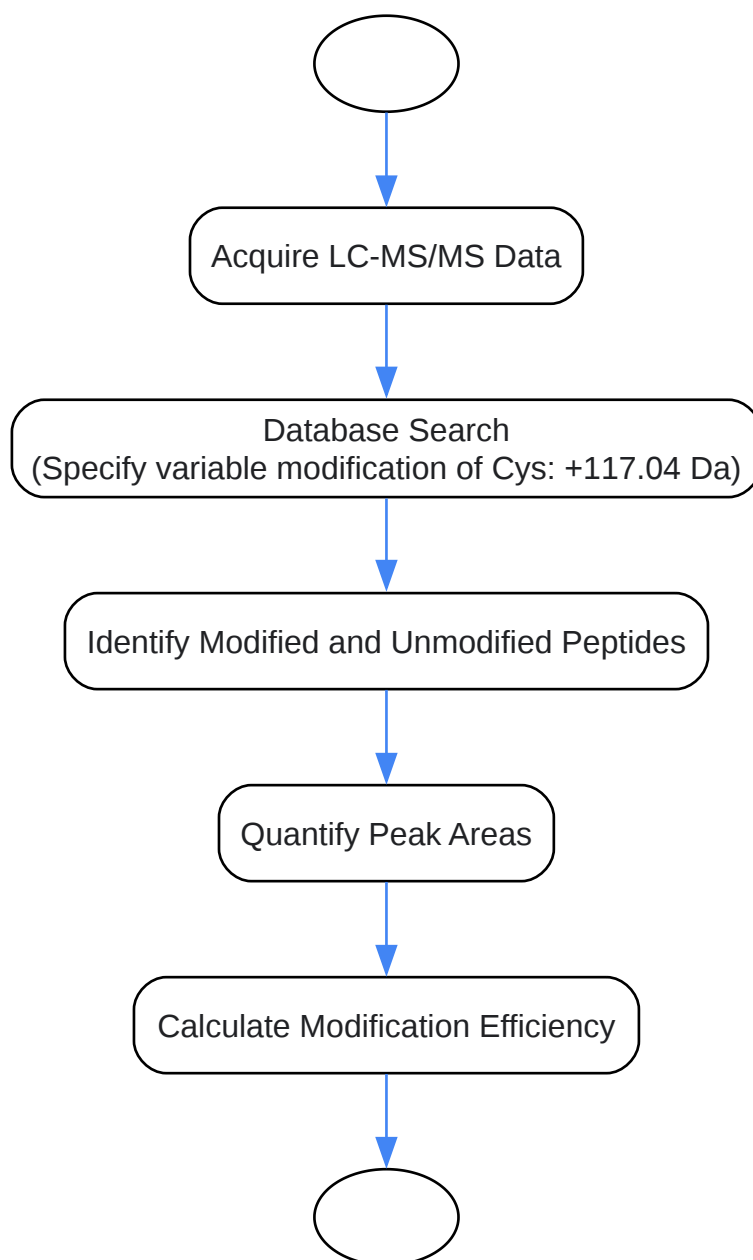 Acquire LC-MS/MS Data
Database Search
(Specify variable modification of Cys: +117.04 Da)
Identify Modified and Unmodified Peptides
Quantify Peak Areas
Calculate Modification Efficiency